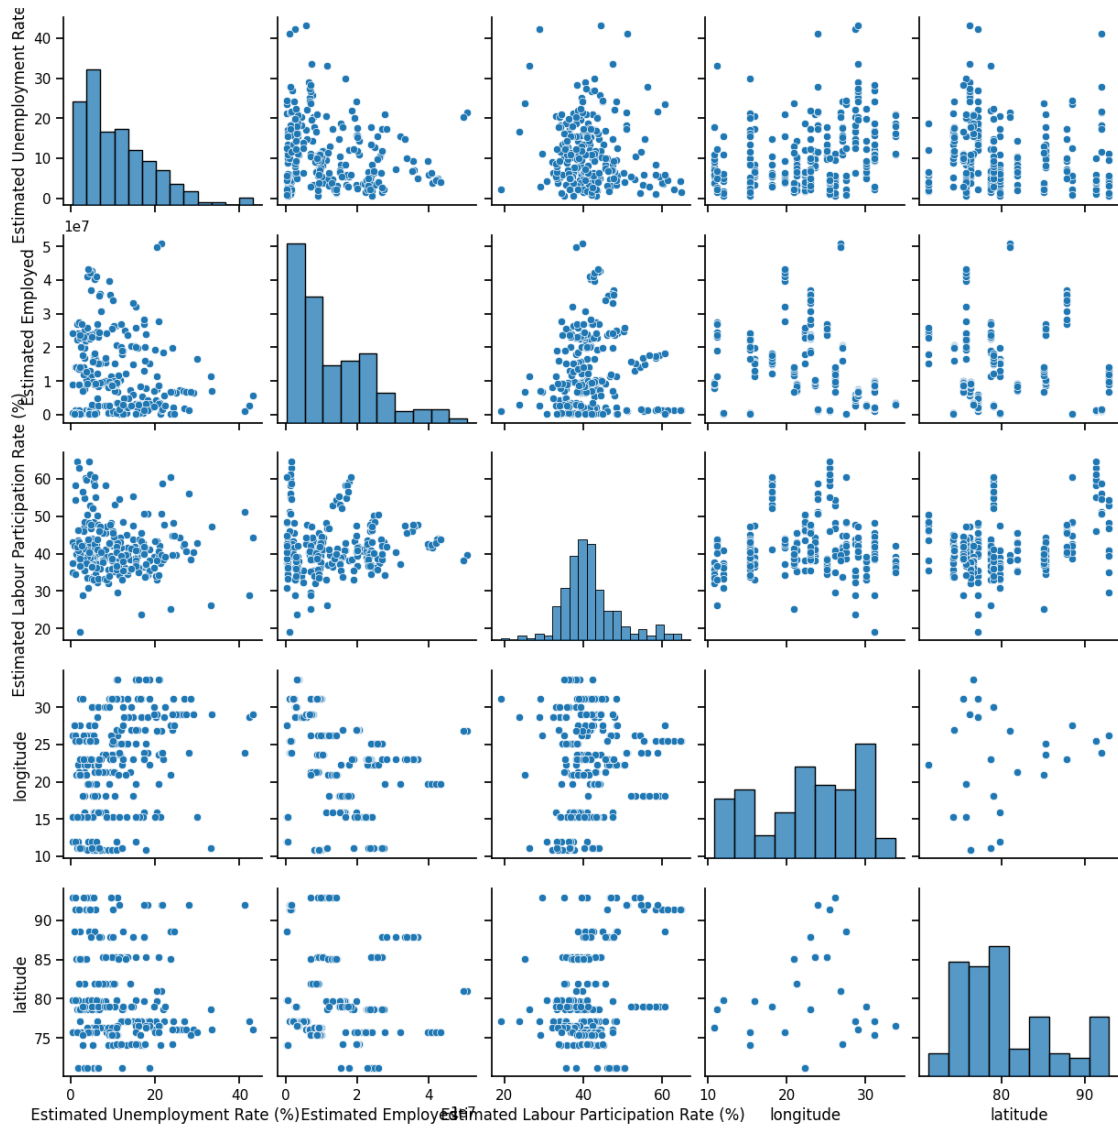 Estimated Unemployment Rate
40
30
20
10
0
1e7
Estimated Employed
5
4
3
2
1
0
Estimated Labour Participation Rate (%)
60
50
40
30
20
longitude
30
25
20
15
10
latitude
90
85
80
75
0 20 40
0 2 4
20 40 60
10 20 30
80 90
Estimated Unemployment Rate (%) Estimated Employed 1e7 Estimated Labour Participation Rate (%) longitude latitude